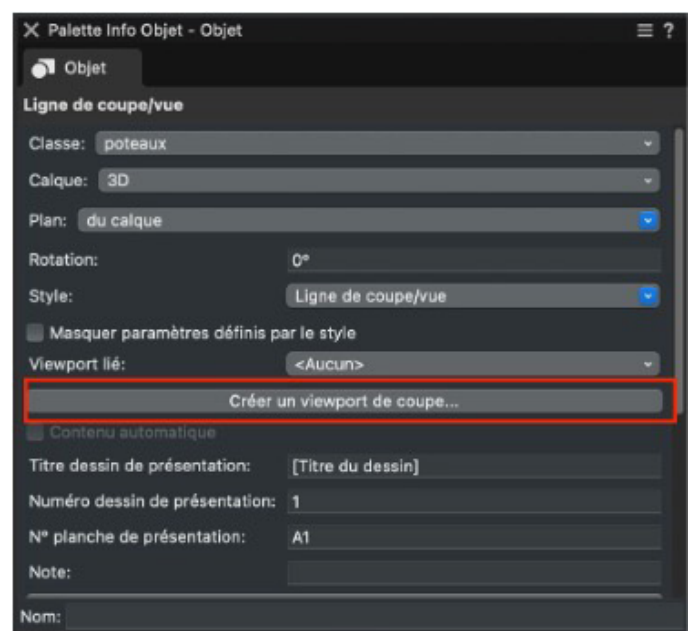 Palette Info Objet - Objet ?
Objet
Ligne de coupe/vue
Classe: poteaux
Calque: 3D
Plan: du calque
Rotation: 0°
Style: Ligne de coupe/vue
Masquer paramètres définis par le style
Viewport lié: <Aucun>
Créer un viewport de coupe...
Contenu automatique
Titre dessin de présentation: [Titre du dessin]
Numéro dessin de présentation: 1
N° planche de présentation: A1
Note:
Nom: